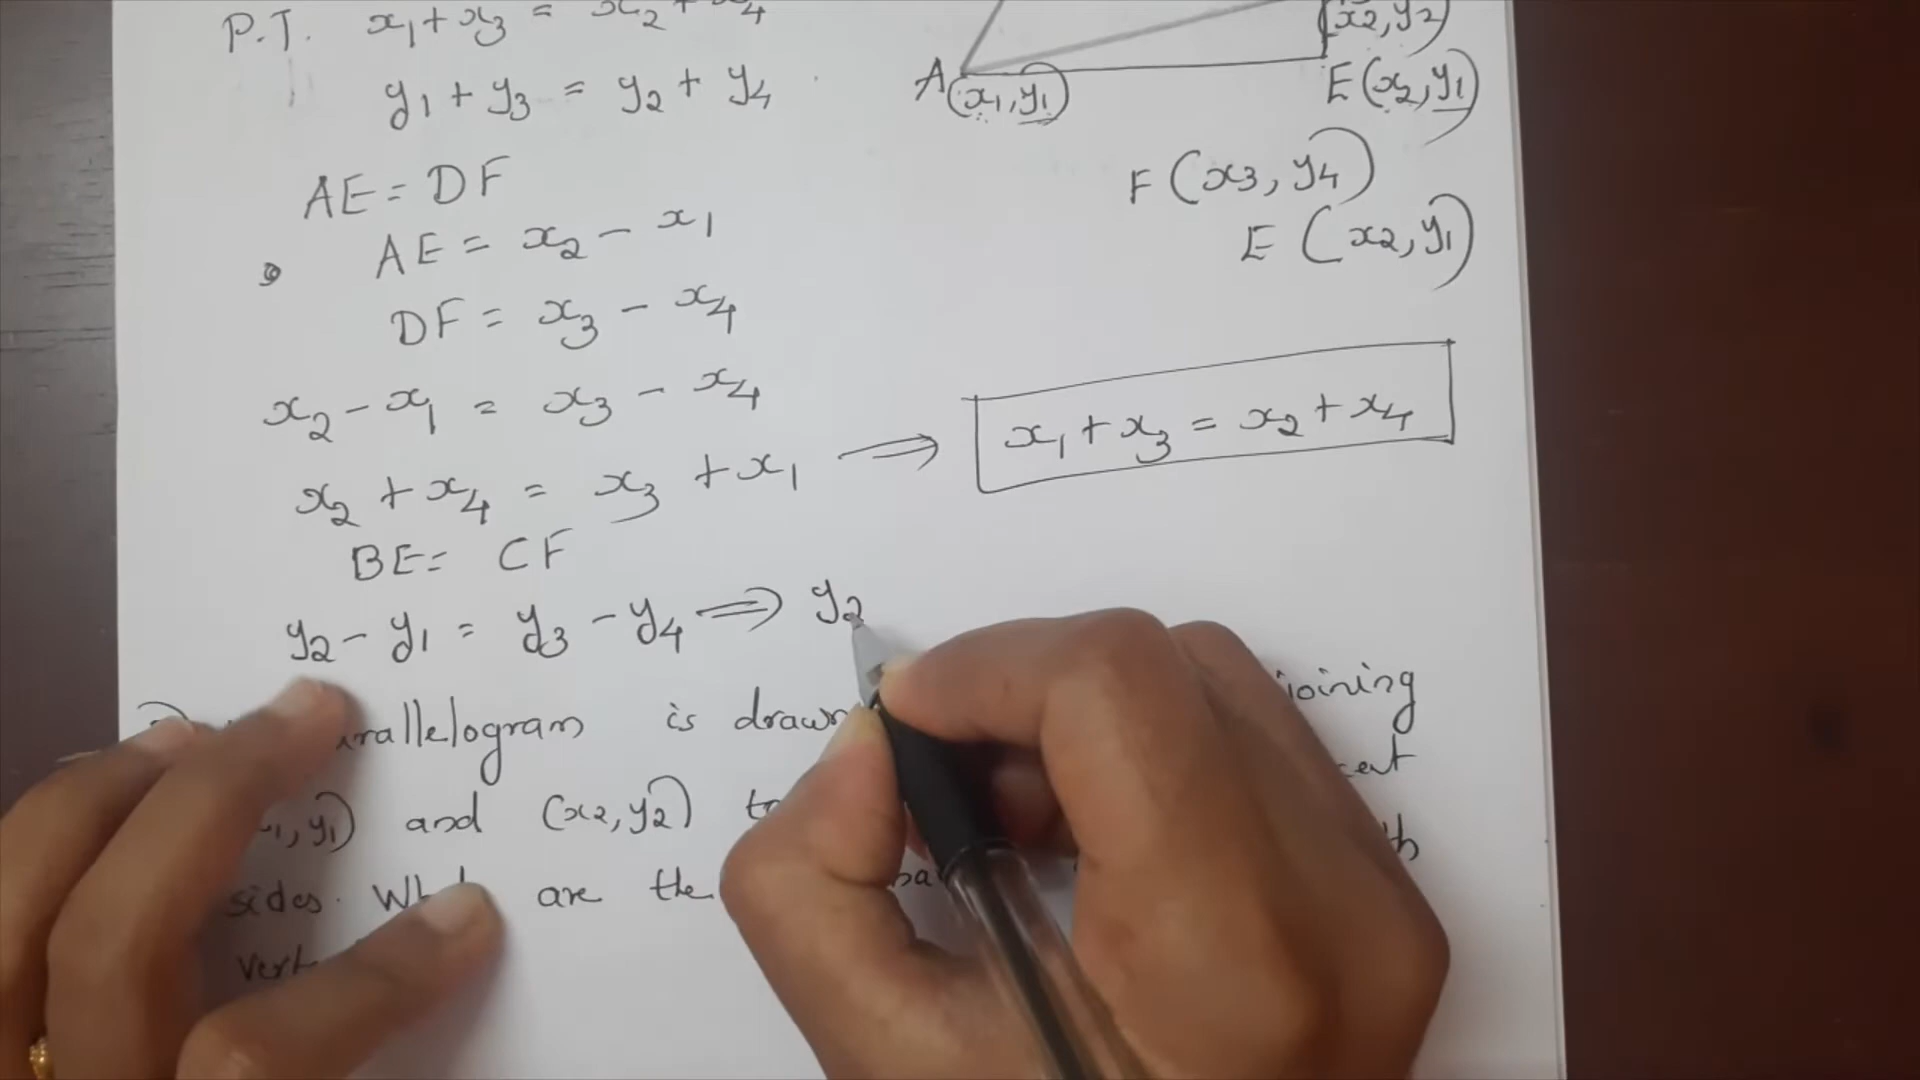 P.T. x1 + x3 = x2 + x4
(x2, y2)
y1 + y3 = y2 + y4
A(x1, y1)
E(x2, y1)
AE = DF
F(x3, y4)
AE = x2 - x1
E(x2, y1)
DF = x3 - x4
x2 - x1 = x3 - x4
x2 + x4 = x3 + x1 ⟹ x1 + x3 = x2 + x4
BE = CF
y2 - y1 = y3 - y4 ⟹ y2
is drawn joining
, y1) and (x2, y2)
sides. are the